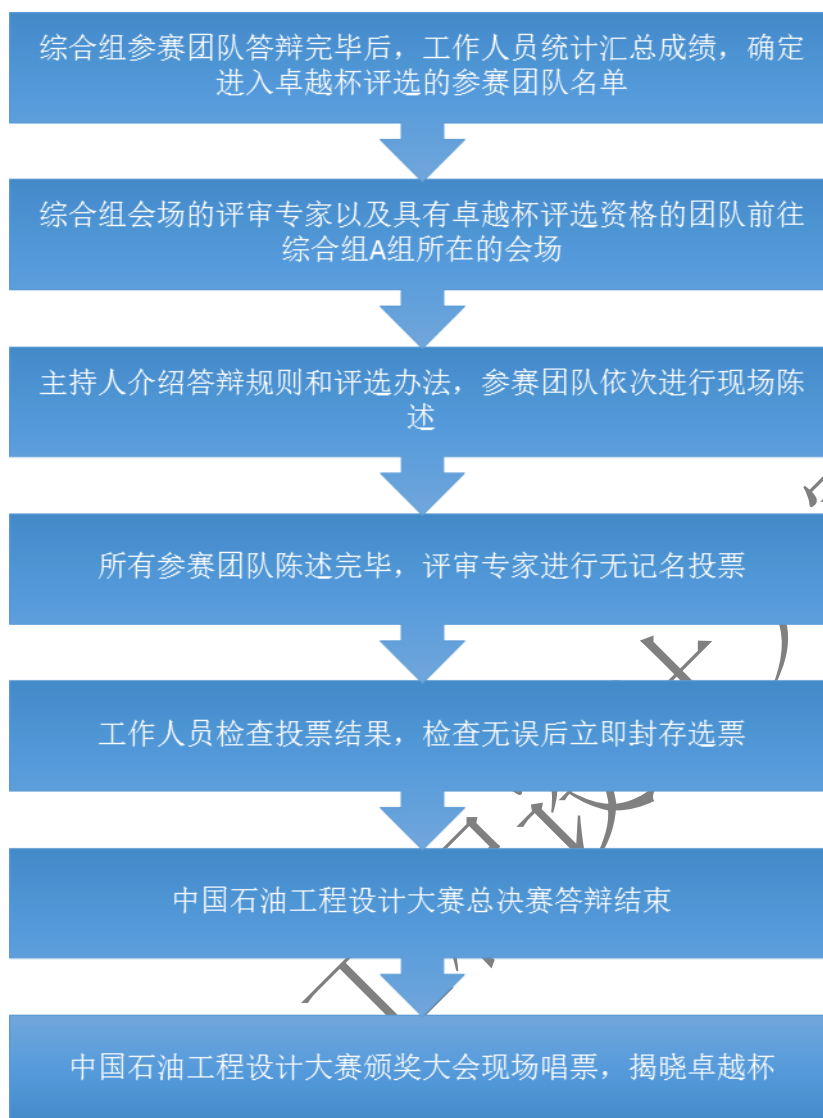 综合组参赛团队答辩完毕后，工作人员统计汇总成绩，确定
进入卓越杯评选的参赛团队名单
综合组会场的评审专家以及具有卓越杯评选资格的团队前往
综合组A组所在的会场
主持人介绍答辩规则和评选办法，参赛团队依次进行现场陈
述
所有参赛团队陈述完毕，评审专家进行无记名投票
工作人员检查投票结果，检查无误后立即封存选票
中国石油工程设计大赛总决赛答辩结束
中国石油工程设计大赛颁奖大会现场唱票，揭晓卓越杯